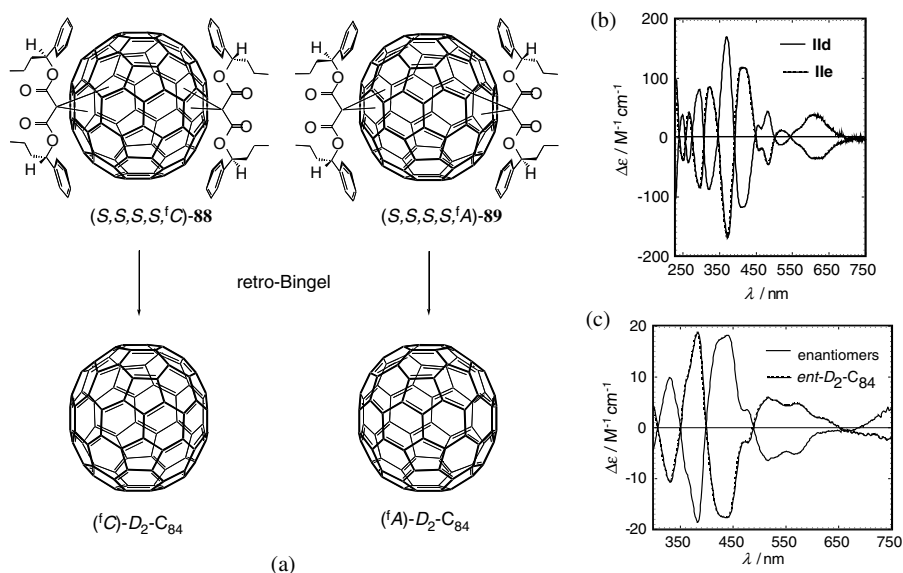 H
H
O
O
O
O
O
O
O
O
H
H
(S,S,S,S,ᶠC)-88
H
H
O
O
O
O
O
O
O
O
H
H
(S,S,S,S,ᶠA)-89
retro-Bingel
(ᶠC)-D₂-C₈₄
(ᶠA)-D₂-C₈₄
(a)
(b)
IId
IIe
100
0
-100
-200
Δε / M⁻¹ cm⁻¹
250 350 450 550 650 750
λ / nm
(c)
enantiomers
ent-D₂-C₈₄
20
10
0
-10
-20
Δε / M⁻¹ cm⁻¹
350 450 550 650 750
λ / nm